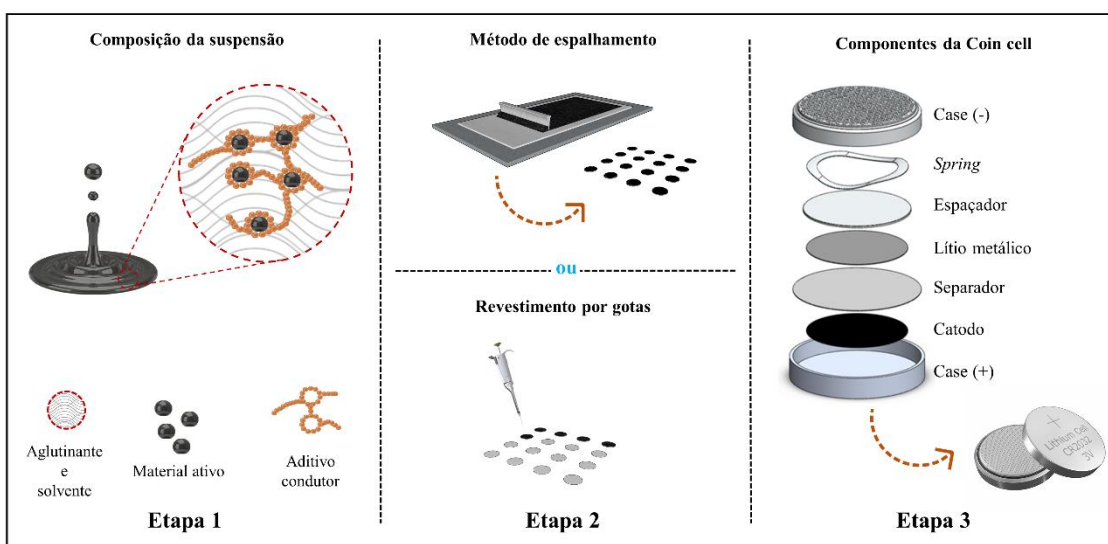 Composição da suspensão
Aglutinante
e
solvente
Material ativo
Aditivo
condutor
Etapa 1
Método de espalhamento
ou
Revestimento por gotas
Etapa 2
Componentes da Coin cell
Case (-)
Spring
Espaçador
Lítio metálico
Separador
Catodo
Case (+)
+
Lithium Cell
CR2032
3V
Etapa 3